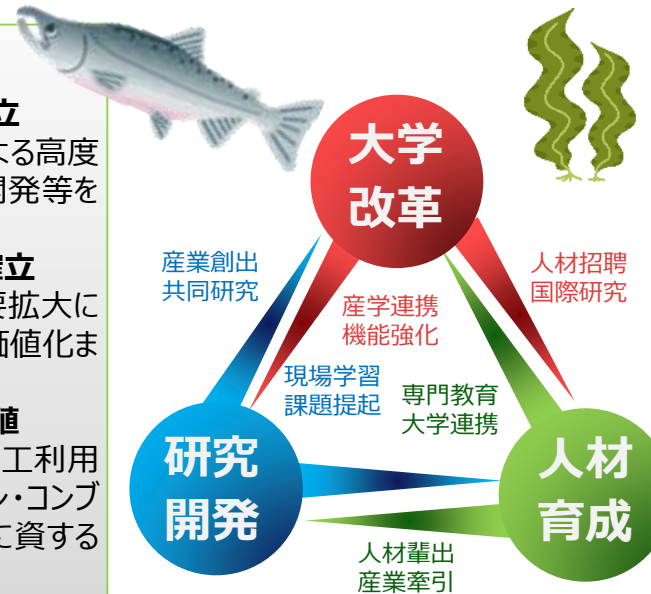 立
よる高度
開発等を
立
要拡大に
価値化ま
値
工利用
ン・コンブ
に資する
大学
改革
産業創出
共同研究
人材招聘
国際研究
産学連携
機能強化
現場学習
課題提起
専門教育
大学連携
研究
開発
人材
育成
人材輩出
産業牽引